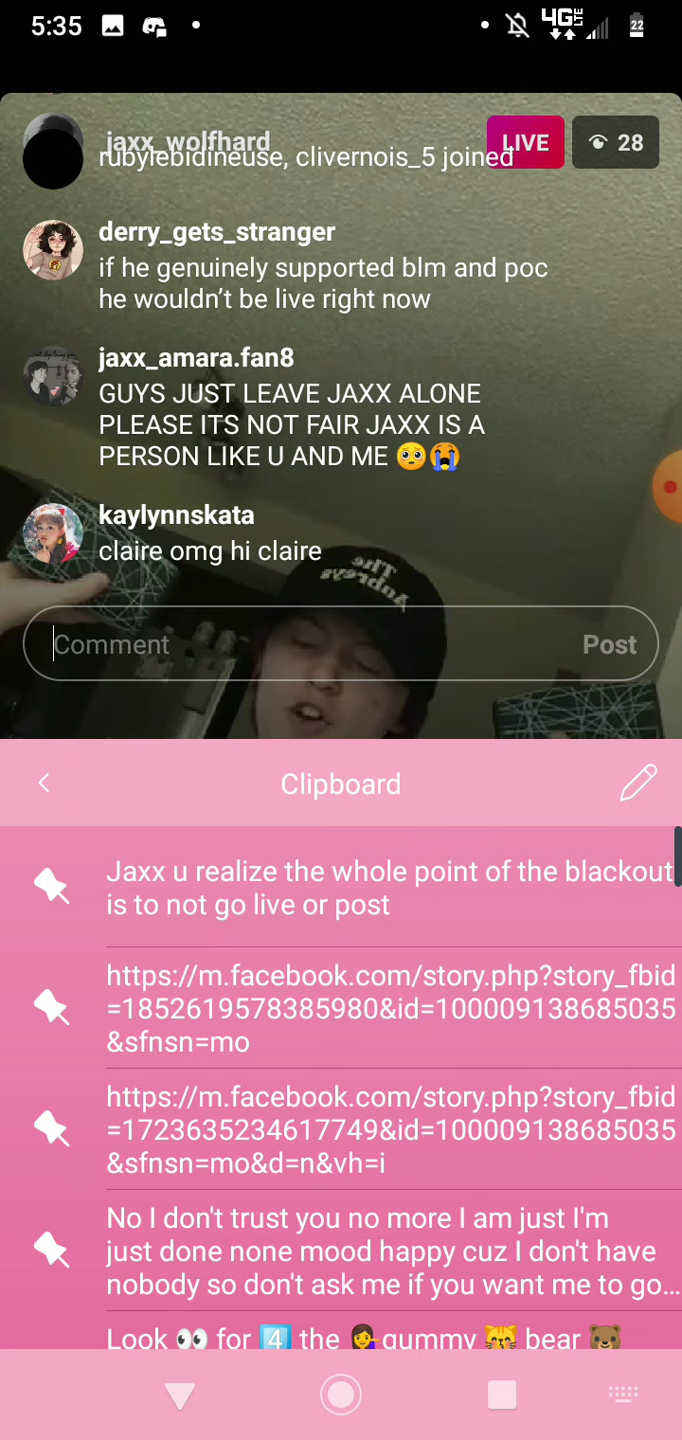 5:35
4G LTE
22
jaxx_wolfhard
LIVE
28
rubylebidineuse, clivernois_5 joined
derry_gets_stranger
if he genuinely supported blm and poc
he wouldn't be live right now
jaxx_amara.fan8
GUYS JUST LEAVE JAXX ALONE
PLEASE ITS NOT FAIR JAXX IS A
PERSON LIKE U AND ME 🥺😭
kaylynnskata
claire omg hi claire
The
Aubreys
Comment
Post
Clipboard
Jaxx u realize the whole point of the blackout
is to not go live or post
https://m.facebook.com/story.php?story_fbid
=1852619578385980&id=100009138685035
&sfnsn=mo
https://m.facebook.com/story.php?story_fbid
=1723635234617749&id=100009138685035
&sfnsn=mo&d=n&vh=i
No I don't trust you no more I am just I'm
just done none mood happy cuz I don't have
nobody so don't ask me if you want me to go...
Look 👀 for 4️⃣ the 💁‍♀️gummy 😽 bear 🐻